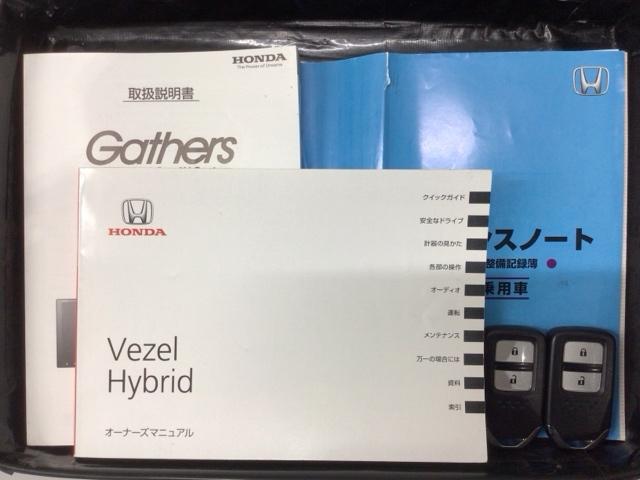 HONDA
The Power of Dreams
取扱説明書
Gathers
HONDA
Vezel
Hybrid
オーナーズマニュアル
クイックガイド
安全なドライブ
計器の見かた
各部の操作
オーディオ
運転
メンテナンス
万一の場合には
資料
索引
スノート
整備記録簿
乗用車